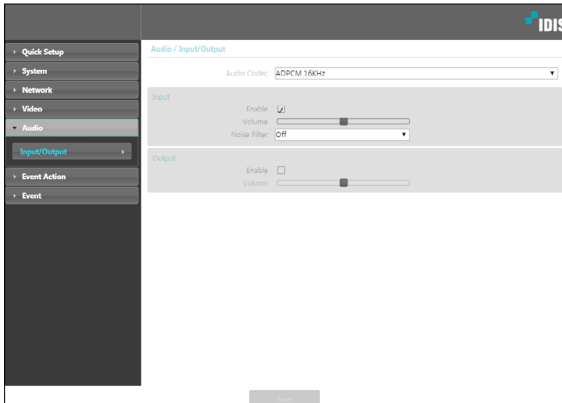 IDIS
Quick Setup
System
Network
Video
Audio
Input/Output
Event Action
Event
Audio / Input/Output
Audio Codec ADPCM 16KHz
Input
Enable
Volume
Noise Filter Off
Output
Enable
Volume
Save